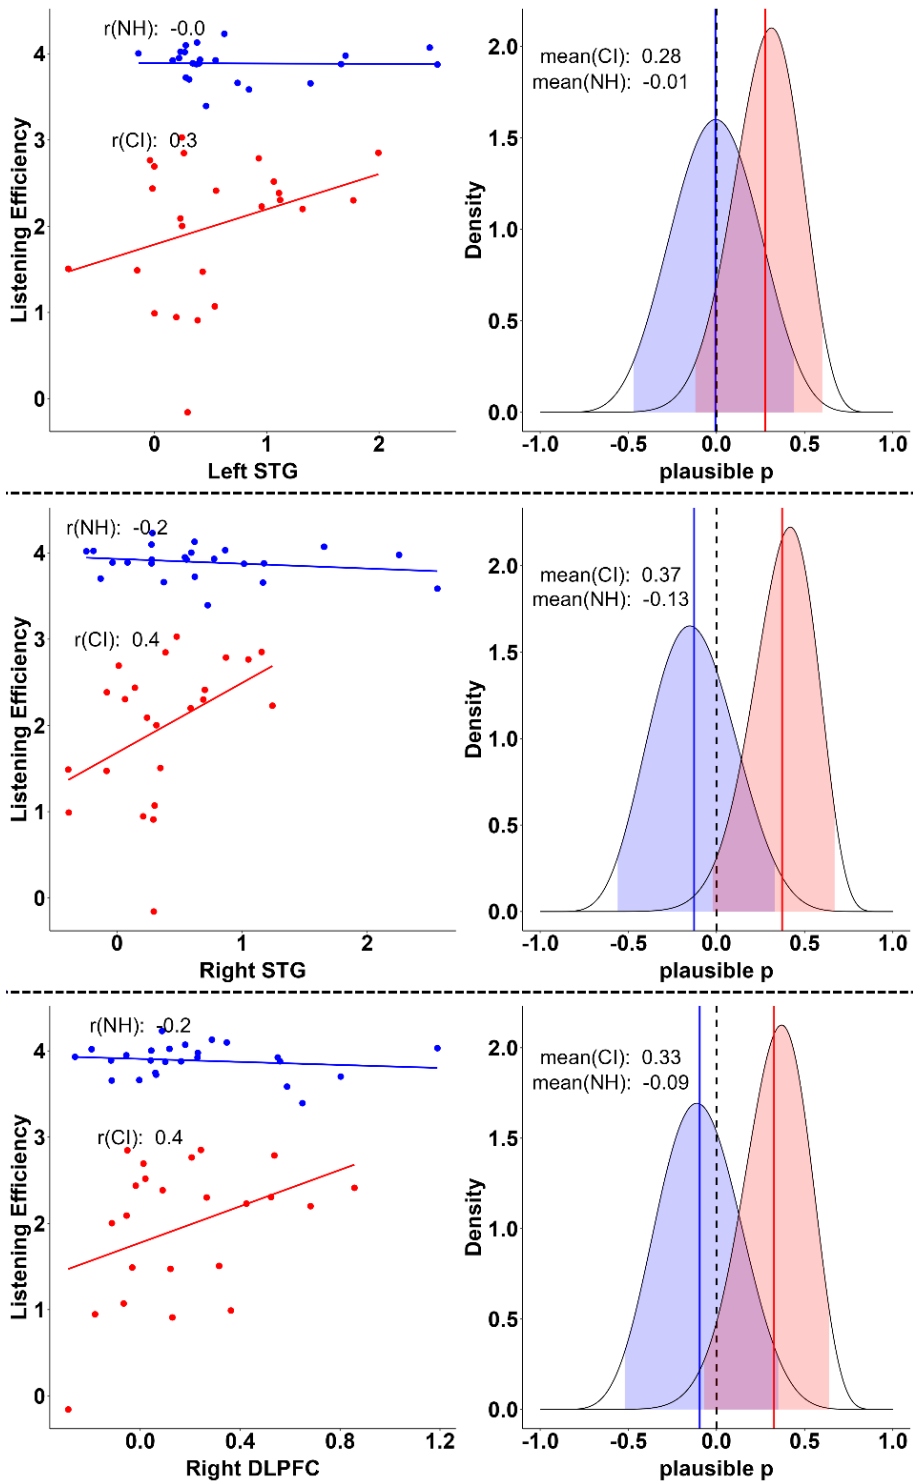 r(NH): -0.0
r(CI): 0.3
Listening Efficiency
4
3
2
1
0
0
1
2
Left STG
mean(CI): 0.28
mean(NH): -0.01
Density
2.0
1.5
1.0
0.5
0.0
-1.0
-0.5
0.0
0.5
1.0
plausible p
r(NH): -0.2
r(CI): 0.4
Listening Efficiency
4
3
2
1
0
0
1
2
Right STG
mean(CI): 0.37
mean(NH): -0.13
Density
2.0
1.5
1.0
0.5
0.0
-1.0
-0.5
0.0
0.5
1.0
plausible p
r(NH): -0.2
r(CI): 0.4
Listening Efficiency
4
3
2
1
0
0.0
0.4
0.8
1.2
Right DLPFC
mean(CI): 0.33
mean(NH): -0.09
Density
2.0
1.5
1.0
0.5
0.0
-1.0
-0.5
0.0
0.5
1.0
plausible p